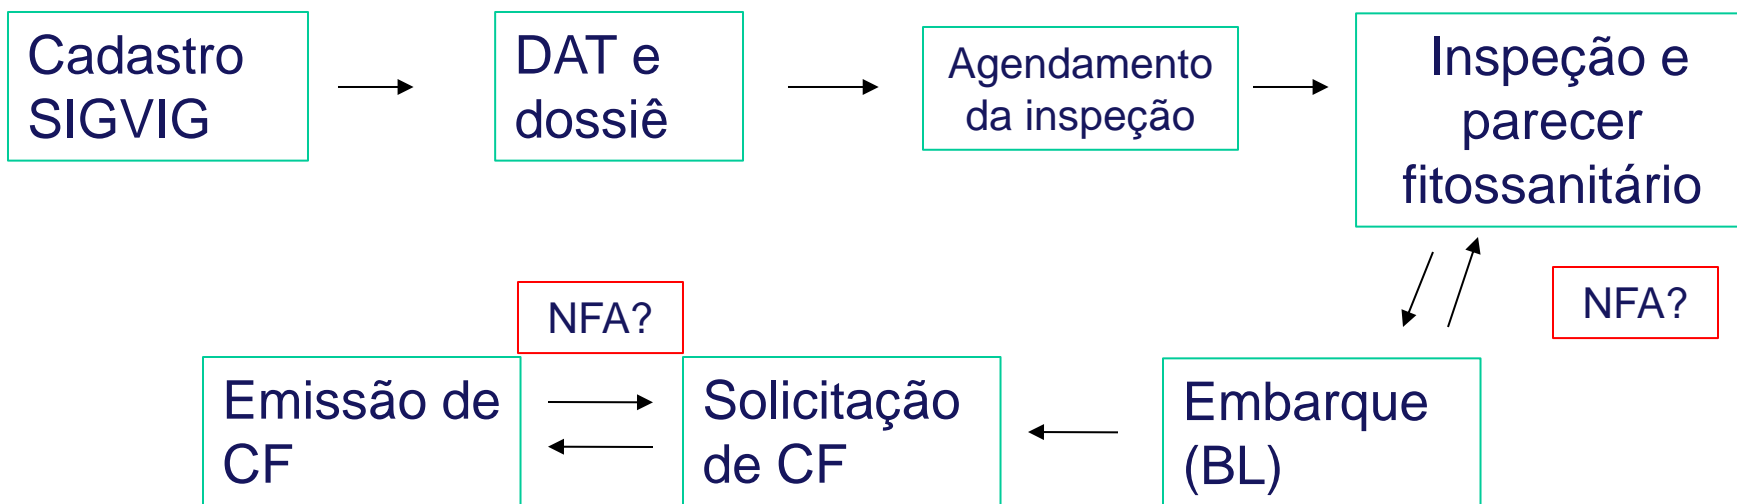 Cadastro
SIGVIG
DAT e
dossiê
Agendamento
da inspeção
Inspeção e
parecer
fitossanitário
NFA?
NFA?
Emissão de
CF
Solicitação
de CF
Embarque
(BL)